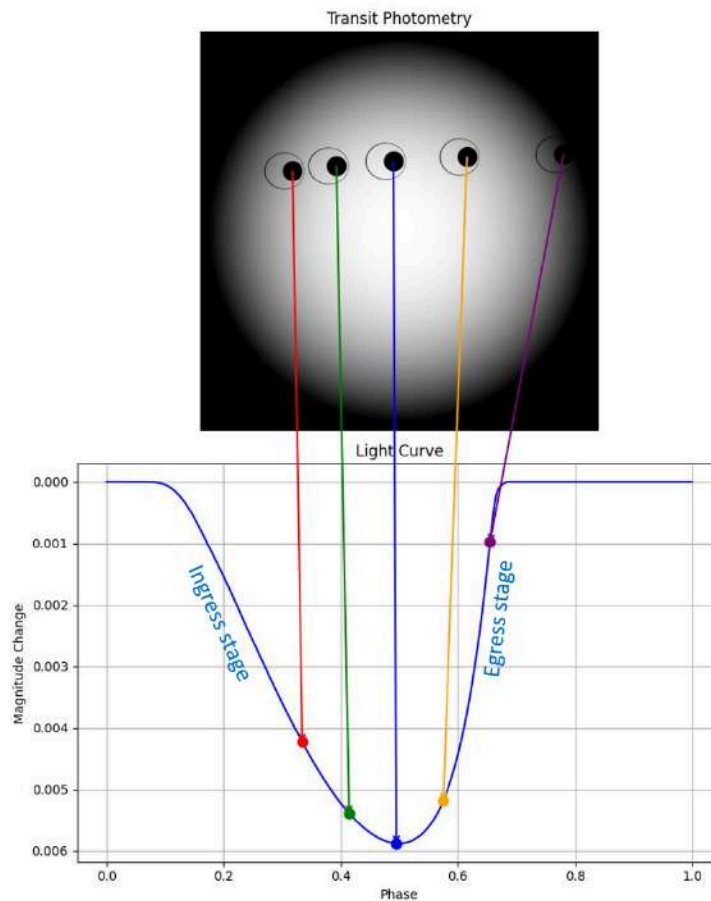 Transit Photometry
Light Curve
0.000
0.001
0.002
0.003
0.004
0.005
0.006
Magnitude Change
Ingress stage
Egress stage
0.0 0.2 0.4 0.6 0.8 1.0
Phase